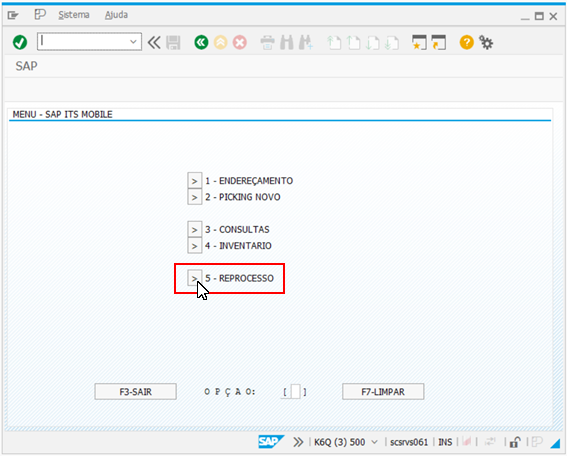 Sistema Ajuda
SAP
MENU - SAP ITS MOBILE
> 1 - ENDEREÇAMENTO
> 2 - PICKING NOVO
> 3 - CONSULTAS
> 4 - INVENTARIO
> 5 - REPROCESSO
F3-SAIR O P Ç A O: [ ] F7-LIMPAR
SAP K6Q (3) 500 scsrvs061 INS